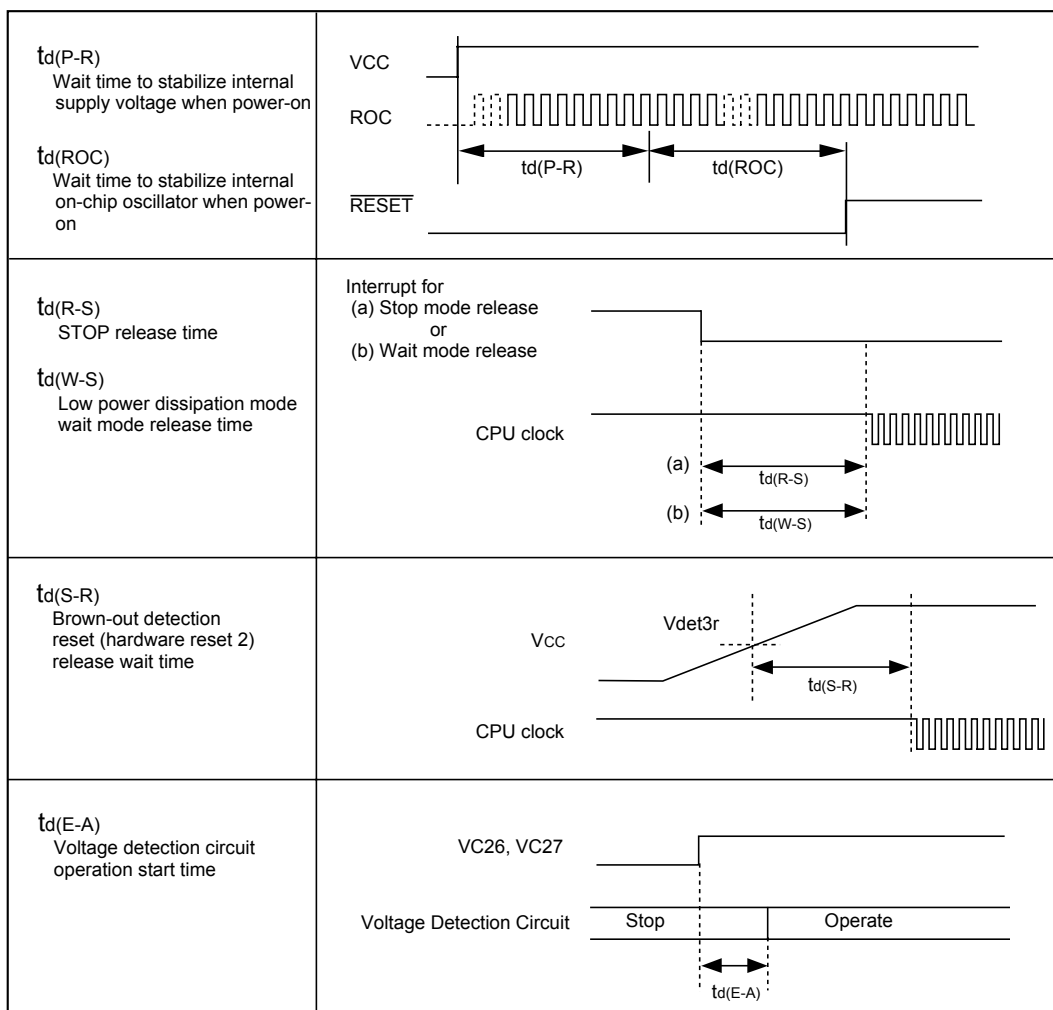 td(P-R)
Wait time to stabilize internal
supply voltage when power-on
td(ROC)
Wait time to stabilize internal
on-chip oscillator when power-
on
VCC
ROC
td(P-R)
td(ROC)
RESET
td(R-S)
STOP release time
td(W-S)
Low power dissipation mode
wait mode release time
Interrupt for
(a) Stop mode release
or
(b) Wait mode release
CPU clock
(a)
td(R-S)
(b)
td(W-S)
td(S-R)
Brown-out detection
reset (hardware reset 2)
release wait time
Vdet3r
VCC
td(S-R)
CPU clock
td(E-A)
Voltage detection circuit
operation start time
VC26, VC27
Voltage Detection Circuit
Stop
Operate
td(E-A)